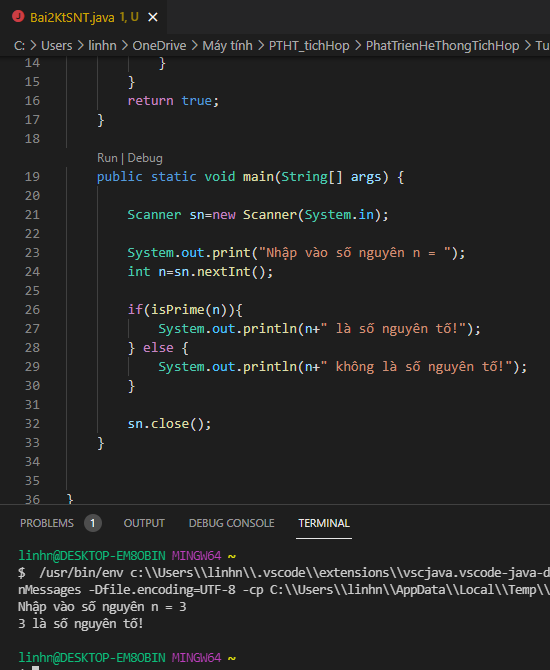 Bai2KtSNT.java 1, U
C: > Users > linhn > OneDrive > Máy tính > PTHT_tichHop > PhatTrienHeThongTichHop > Tu
14 }
15 }
16 return true;
17 }
18
Run | Debug
19 public static void main(String[] args) {
20
21 Scanner sn=new Scanner(System.in);
22
23 System.out.print("Nhập vào số nguyên n = ");
24 int n=sn.nextInt();
25
26 if(isPrime(n)){
27 System.out.println(n+" là số nguyên tố!");
28 } else {
29 System.out.println(n+" không là số nguyên tố!");
30 }
31
32 sn.close();
33 }
34
35
36 }
PROBLEMS 1 OUTPUT DEBUG CONSOLE TERMINAL
linhn@DESKTOP-EM8OBIN MINGW64 ~
$ /usr/bin/env c:\\Users\\linhn\\.vscode\\extensions\\vscjava.vscode-java-d
nMessages -Dfile.encoding=UTF-8 -cp C:\\Users\\linhn\\AppData\\Local\\Temp\\
Nhập vào số nguyên n = 3
3 là số nguyên tố!
linhn@DESKTOP-EM8OBIN MINGW64 ~